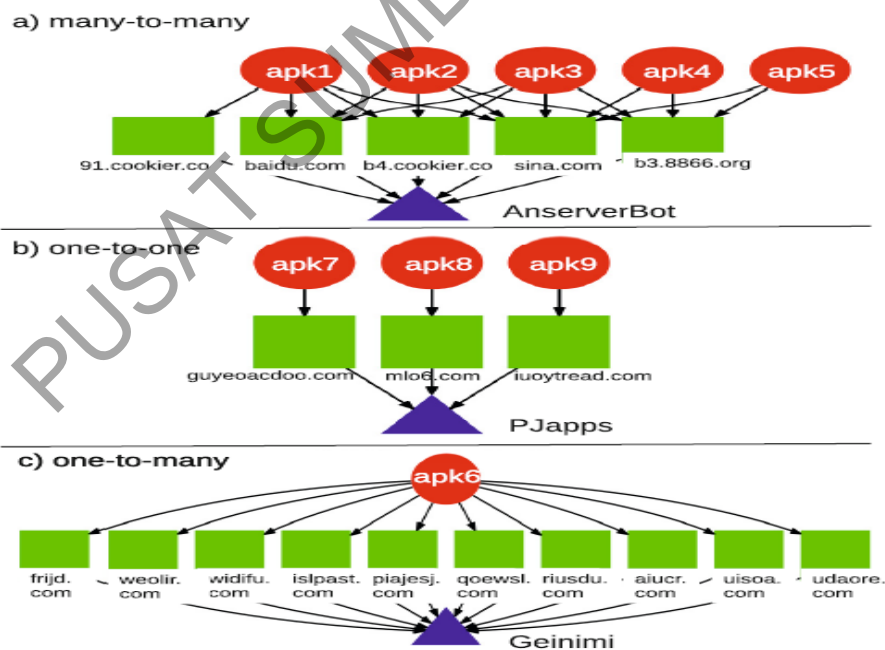 a) many-to-many
apk1 apk2 apk3 apk4 apk5
91.cookier.co baidu.com b4.cookier.co sina.com b3.8866.org
AnserverBot
b) one-to-one
apk7 apk8 apk9
guyeoacdoo.com mlo6.com iuoytread.com
PJapps
c) one-to-many
apk6
frijd. weolir. widifu. islpast. piajesj. qoewsl. riusdu. aiucr. uisoa. udaore.
com com com com com com com com com com
Geinimi
PUSAT